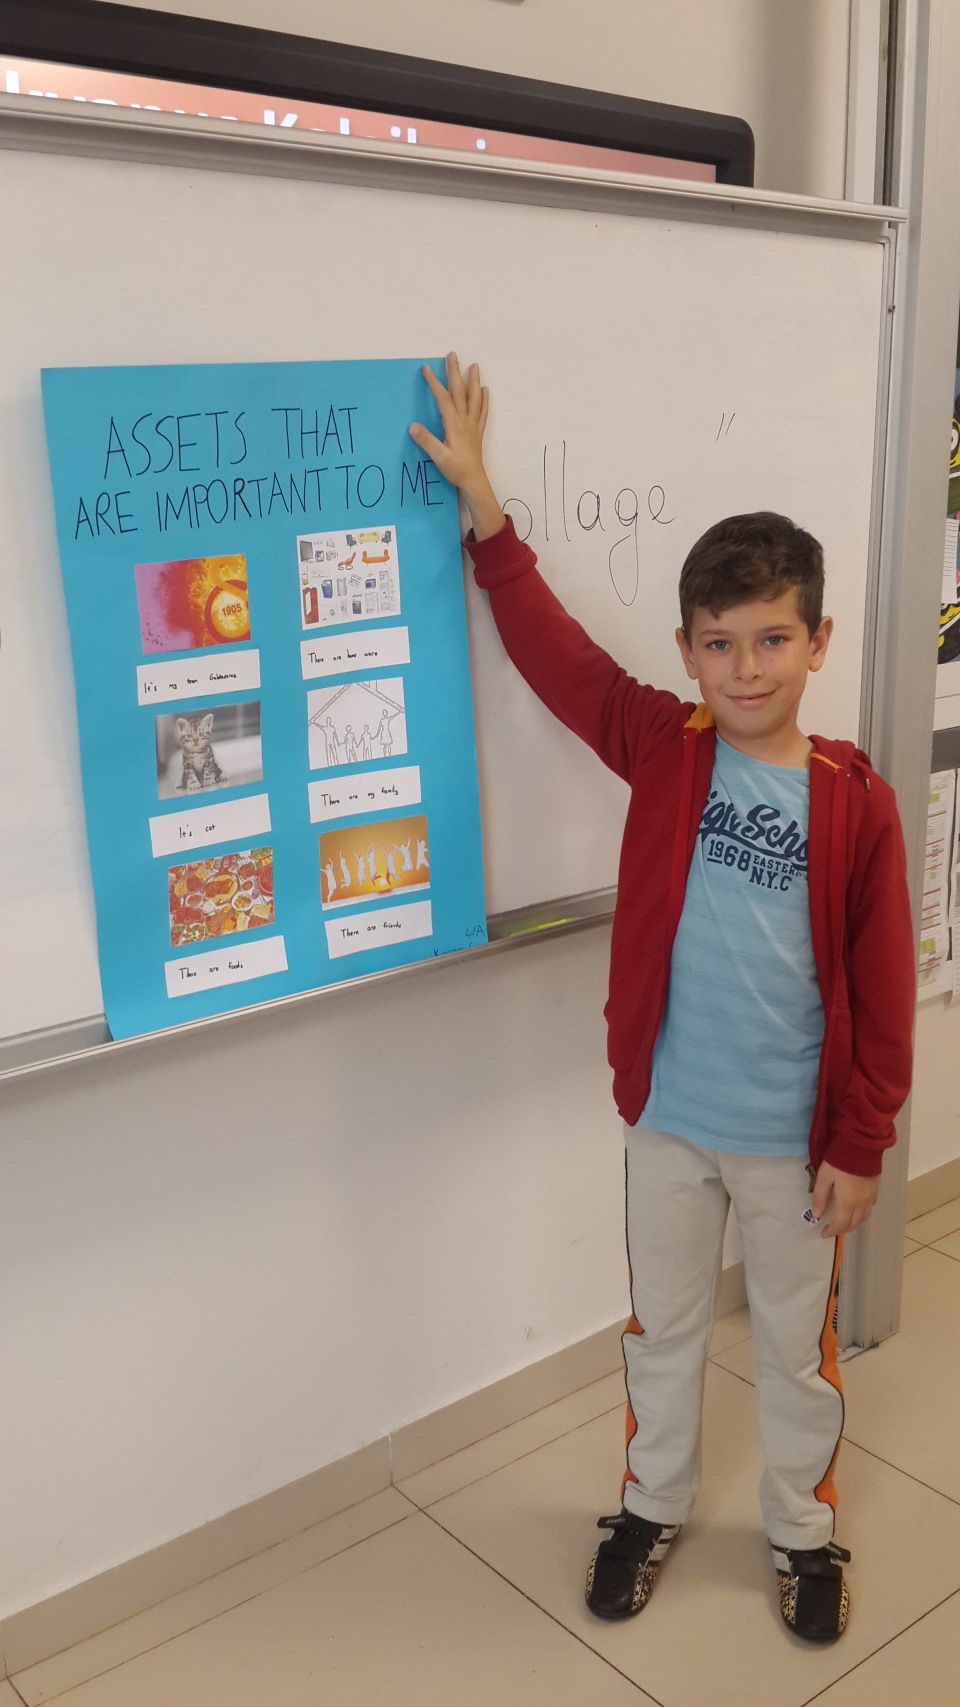 ASSETS THAT
ARE IMPORTANT TO ME
1905
It's my team Galatasaray
There are home ware
It's cat
There are my family
There are foods
There are friends
4/A
ollage "
1968 EASTERN
N.Y.C